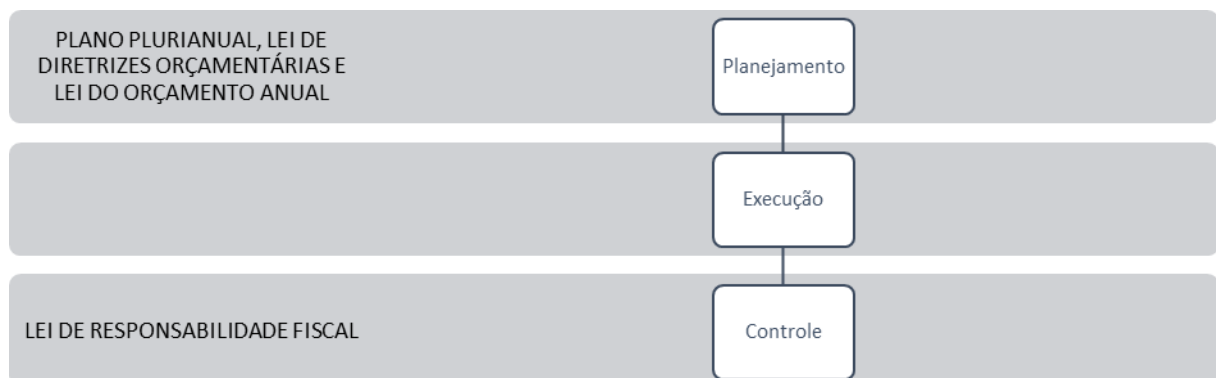 PLANO PLURIANUAL, LEI DE
DIRETRIZES ORÇAMENTÁRIAS E
LEI DO ORÇAMENTO ANUAL
Planejamento
Execução
LEI DE RESPONSABILIDADE FISCAL
Controle